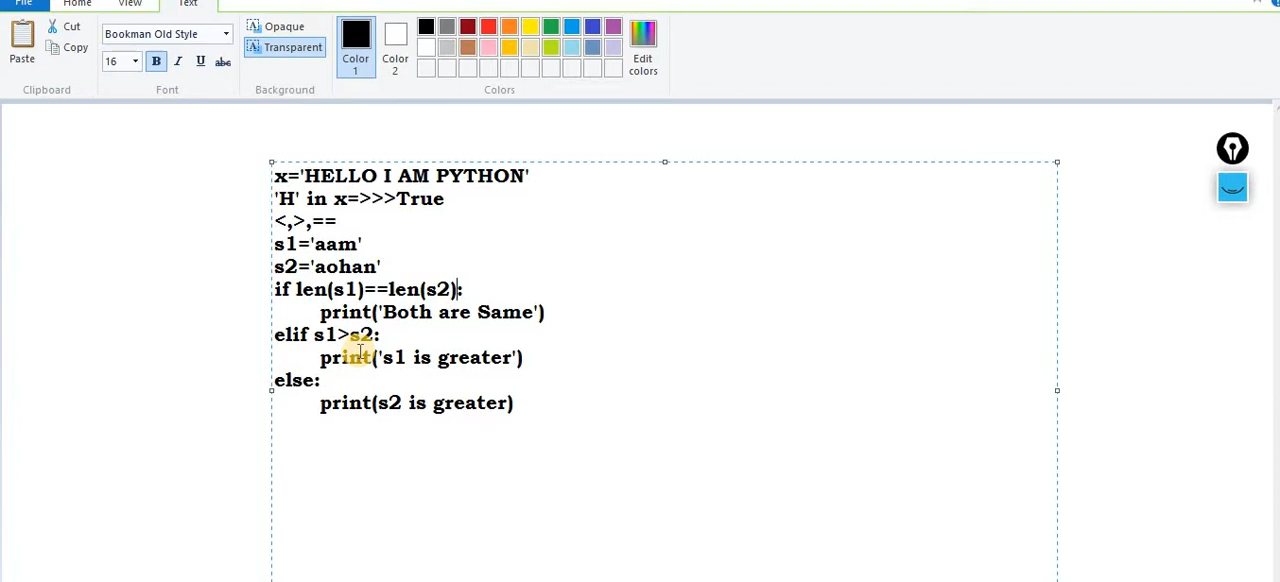 File Home View Text
Paste
Cut
Copy
Clipboard
Bookman Old Style
16 B I U abc
Font
Opaque
Transparent
Background
Color 1
Color 2
Edit colors
Colors
x='HELLO I AM PYTHON'
'H' in x=>>>True
<,>,==
s1='aam'
s2='aohan'
if len(s1)==len(s2):
print('Both are Same')
elif s1>s2:
print('s1 is greater')
else:
print(s2 is greater)